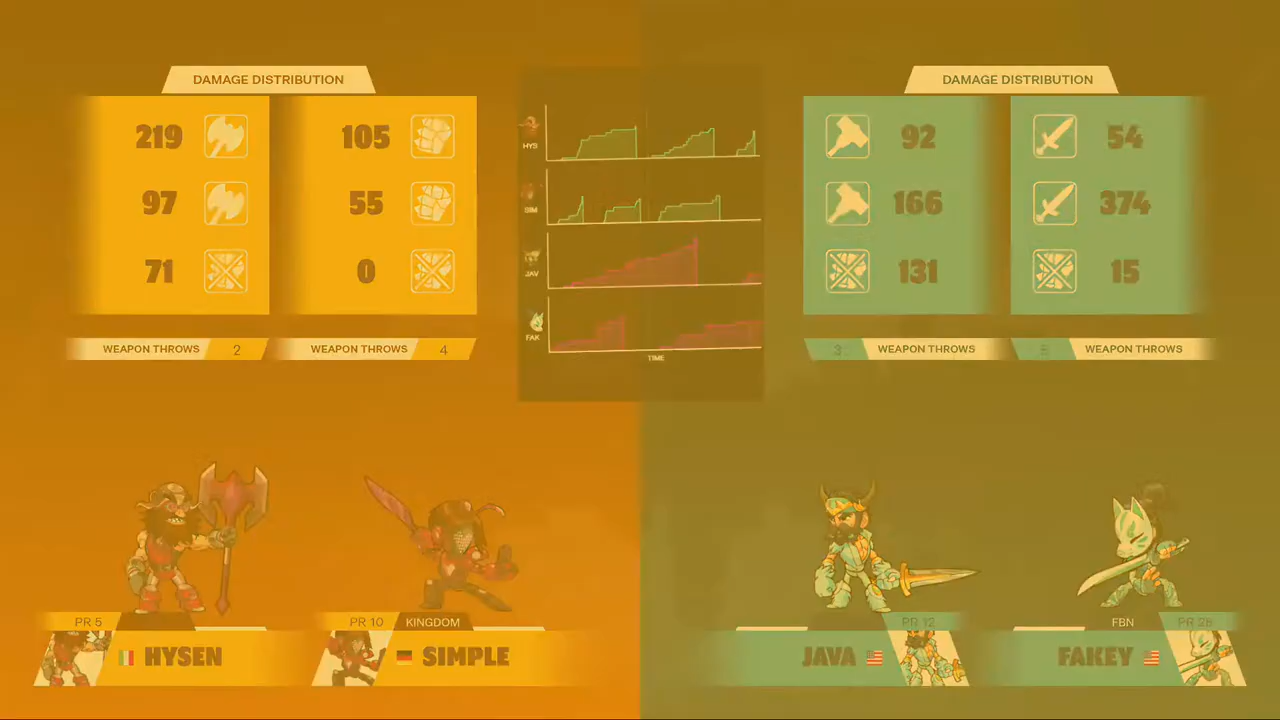 DAMAGE DISTRIBUTION
219
105
97
55
71
0
WEAPON THROWS 2
WEAPON THROWS 4
HYS
SIM
JAV
FAK
TIME
DAMAGE DISTRIBUTION
92
54
166
374
131
15
3 WEAPON THROWS
WEAPON THROWS
PR 5
HYSEN
PR 10 KINGDOM
SIMPLE
PR 12
JAVA
FBN PR 28
FAKEY